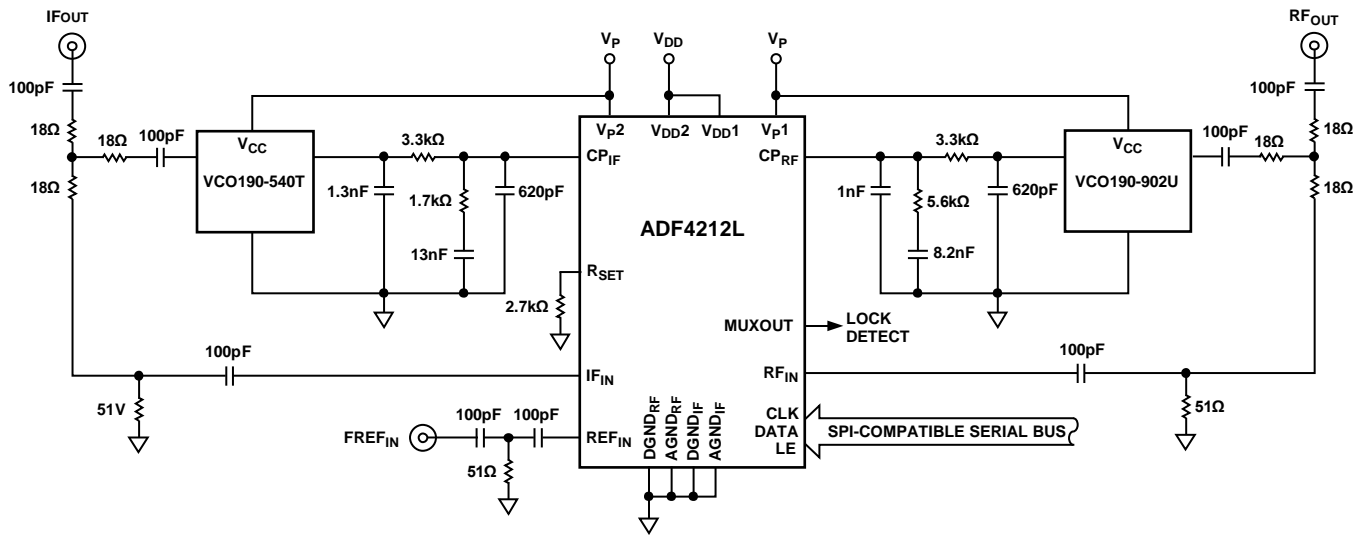 IFOUT
RFOUT
VP
VDD
VP
100pF
100pF
18Ω
18Ω
100pF
VCC
VCO190-540T
18Ω
3.3kΩ
1.3nF
1.7kΩ
13nF
620pF
VP2
VDD2
VDD1
VP1
CPIF
CPRF
ADF4212L
3.3kΩ
1nF
5.6kΩ
8.2nF
620pF
VCC
VCO190-902U
100pF
18Ω
18Ω
18Ω
RSET
2.7kΩ
MUXOUT
LOCK
DETECT
100pF
IFIN
51V
RFIN
100pF
51Ω
FREFIN
100pF
100pF
REFIN
51Ω
DGNDRF
AGNDRF
DGNDIF
AGNDIF
CLK
DATA
LE
SPI-COMPATIBLE SERIAL BUS